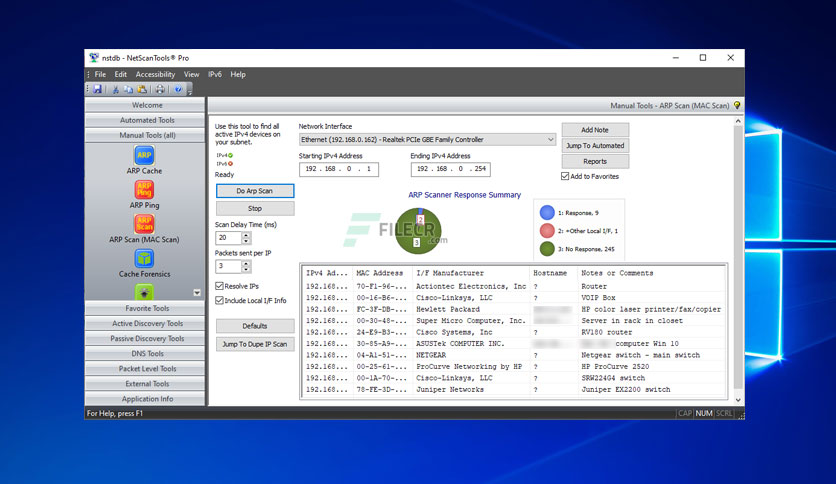 nstdb - NetScanTools® Pro
File Edit Accessibility View IPv6 Help
Welcome
Automated Tools
Manual Tools (all)
ARP
ARP Cache
ARP Ping
ARP Ping
ARP Scan
ARP Scan (MAC Scan)
Cache Forensics
Favorite Tools
Active Discovery Tools
Passive Discovery Tools
DNS Tools
Packet Level Tools
External Tools
Application Info
Manual Tools - ARP Scan (MAC Scan)
Use this tool to find all
active IPv4 devices on
your subnet.
IPv4
IPv6
Ready
Do Arp Scan
Stop
Scan Delay Time (ms)
20
Packets sent per IP
3
Resolve IPs
Include Local I/F Info
Defaults
Jump To Dupe IP Scan
Network Interface
Ethernet (192.168.0.162) - Realtek PCIe GBE Family Controller
Starting IPv4 Address Ending IPv4 Address
192 . 168 . 0 . 1 192 . 168 . 0 . 254
Add Note
Jump To Automated
Reports
Add to Favorites
ARP Scanner Response Summary
2
3
FILECR
.com
1: Response, 9
2: =Other Local I/F, 1
3: No Response, 245
IPv4 Ad... MAC Address I/F Manufacturer Hostname Notes or Comments
192.168... 70-F1-96-... Actiontec Electronics, Inc ? Router
192.168... 00-16-B6-... Cisco-Linksys, LLC ? VOIP Box
192.168... FC-3F-DB-... Hewlett Packard HP color laser printer/fax/copier
192.168... 00-30-48-... Super Micro Computer, Inc. Server in rack in closet
192.168... 24-E9-B3-... Cisco Systems, Inc ? RV180 router
192.168... 30-85-A9-... ASUSTek COMPUTER INC. computer Win 10
192.168... 04-A1-51-... NETGEAR ? Netgear switch - main switch
192.168... 00-25-61-... ProCurve Networking by HP ? HP ProCurve 2520
192.168... 00-1A-70-... Cisco-Linksys, LLC ? SRW224G4 switch
192.168... 78-FE-3D-... Juniper Networks ? Juniper EX2200 switch
For Help, press F1
CAP NUM SCRL